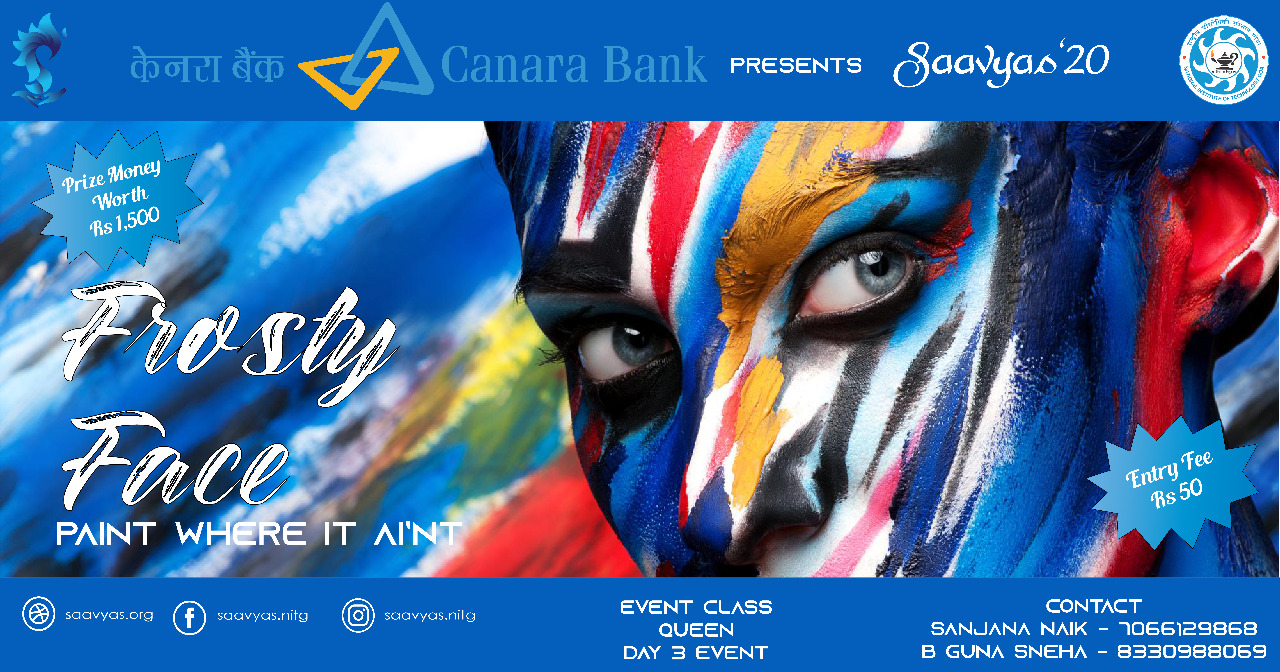 केनरा बैंक Canara Bank PRESENTS Saavyas'20
Prize Money
Worth
Rs 1,500
Frosty
Face
PAINT WHERE IT AI'NT
Entry Fee
Rs 50
saavyas.org saavyas.nitg saavyas.nitg
EVENT CLASS
QUEEN
DAY 3 EVENT
CONTACT
SANJANA NAIK - 7066129868
B GUNA SNEHA - 8330988069